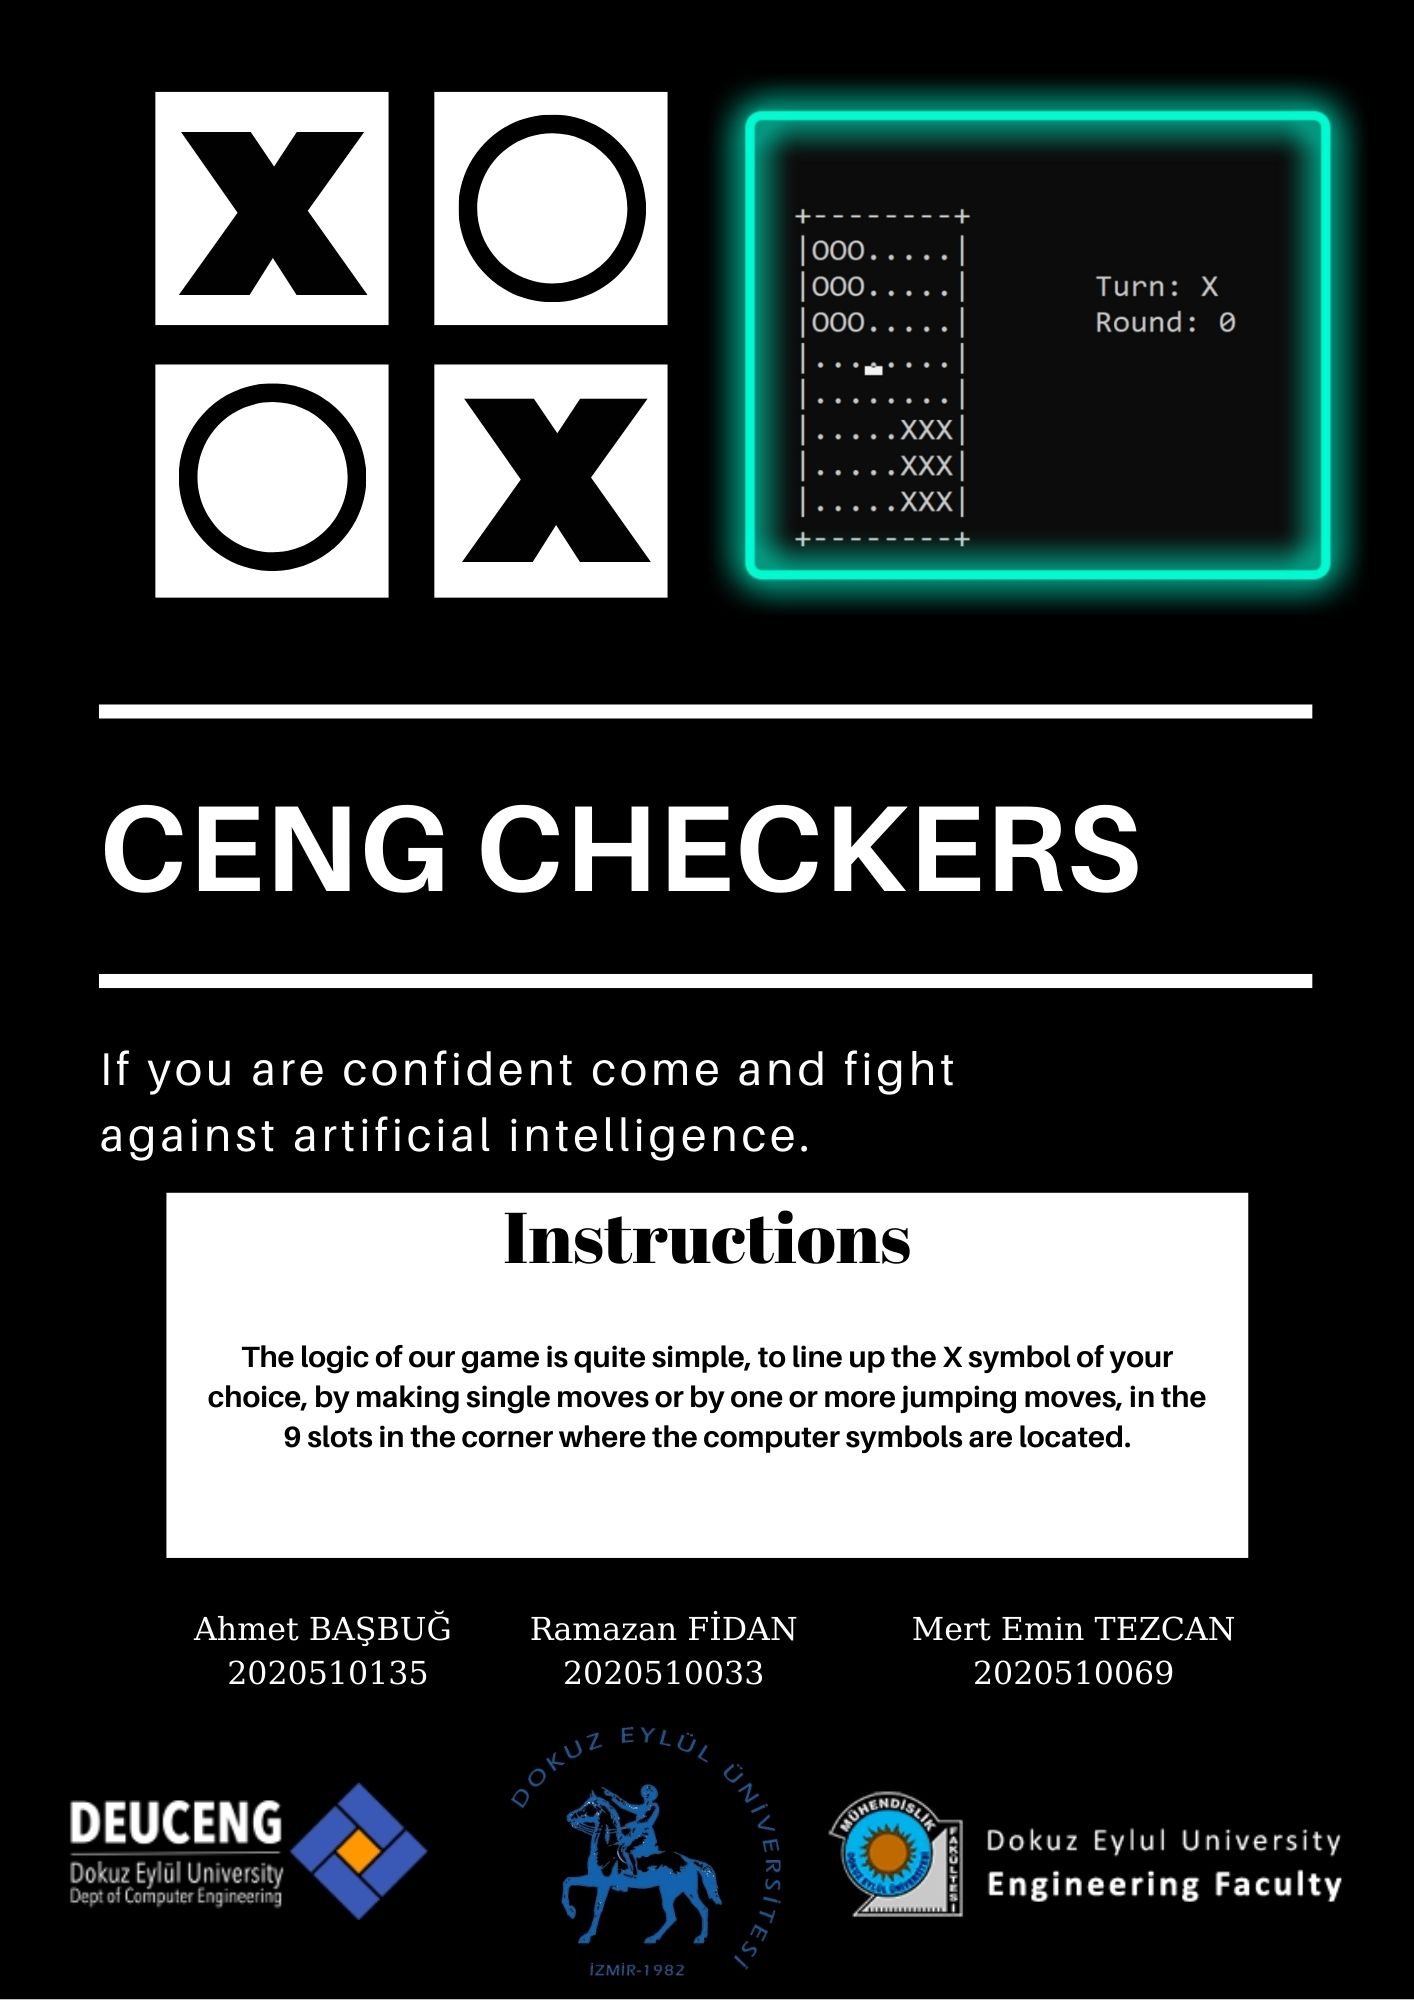 X O
O X
+--------+
|OOO.....|
|OOO.....|
|OOO.....|
|........|
|........|
|.....XXX|
|.....XXX|
|.....XXX|
+--------+
Turn: X
Round: 0
CENG CHECKERS
If you are confident come and fight
against artificial intelligence.
Instructions
The logic of our game is quite simple, to line up the X symbol of your
choice, by making single moves or by one or more jumping moves, in the
9 slots in the corner where the computer symbols are located.
Ahmet BAŞBUĞ
2020510135
Ramazan FİDAN
2020510033
Mert Emin TEZCAN
2020510069
DEUCENG
Dokuz Eylül University
Dept of Computer Engineering
DOKUZ EYLÜL ÜNİVERSİTESİ
İZMİR-1982
MÜHENDİSLİK
FAKÜLTESİ
DOKUZ EYLÜL ÜNİVERSİTESİ
Dokuz Eylul University
Engineering Faculty